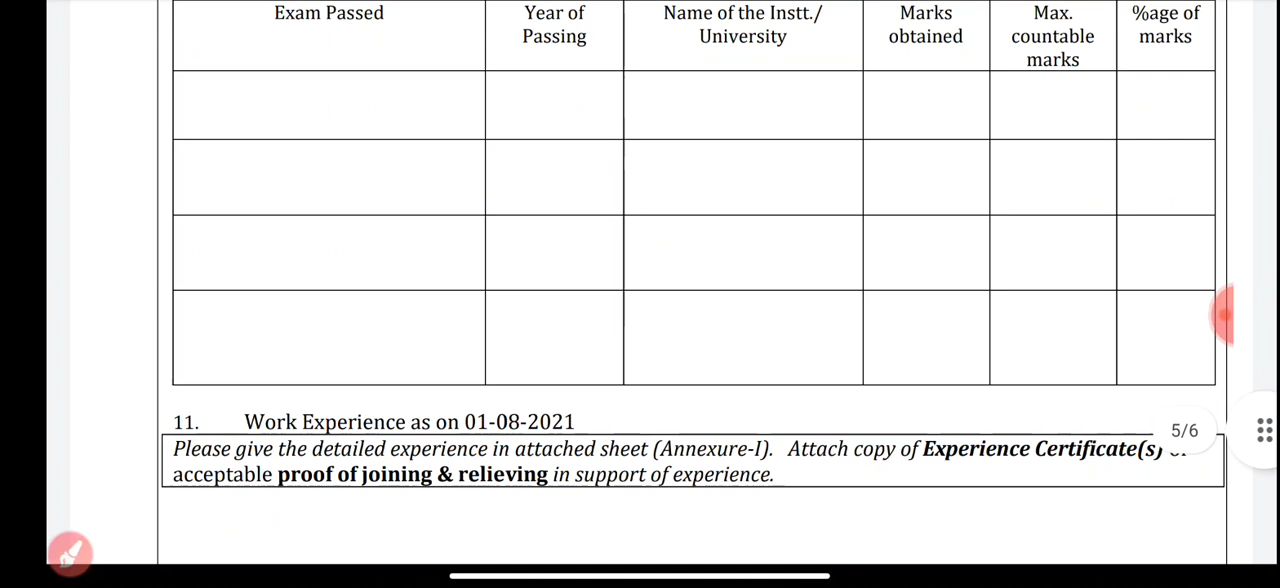 Exam Passed Year of Passing Name of the Instt./ University Marks obtained Max. countable marks %age of marks
11. Work Experience as on 01-08-2021
Please give the detailed experience in attached sheet (Annexure-I). Attach copy of Experience Certificate(s)
acceptable proof of joining & relieving in support of experience.
5/6